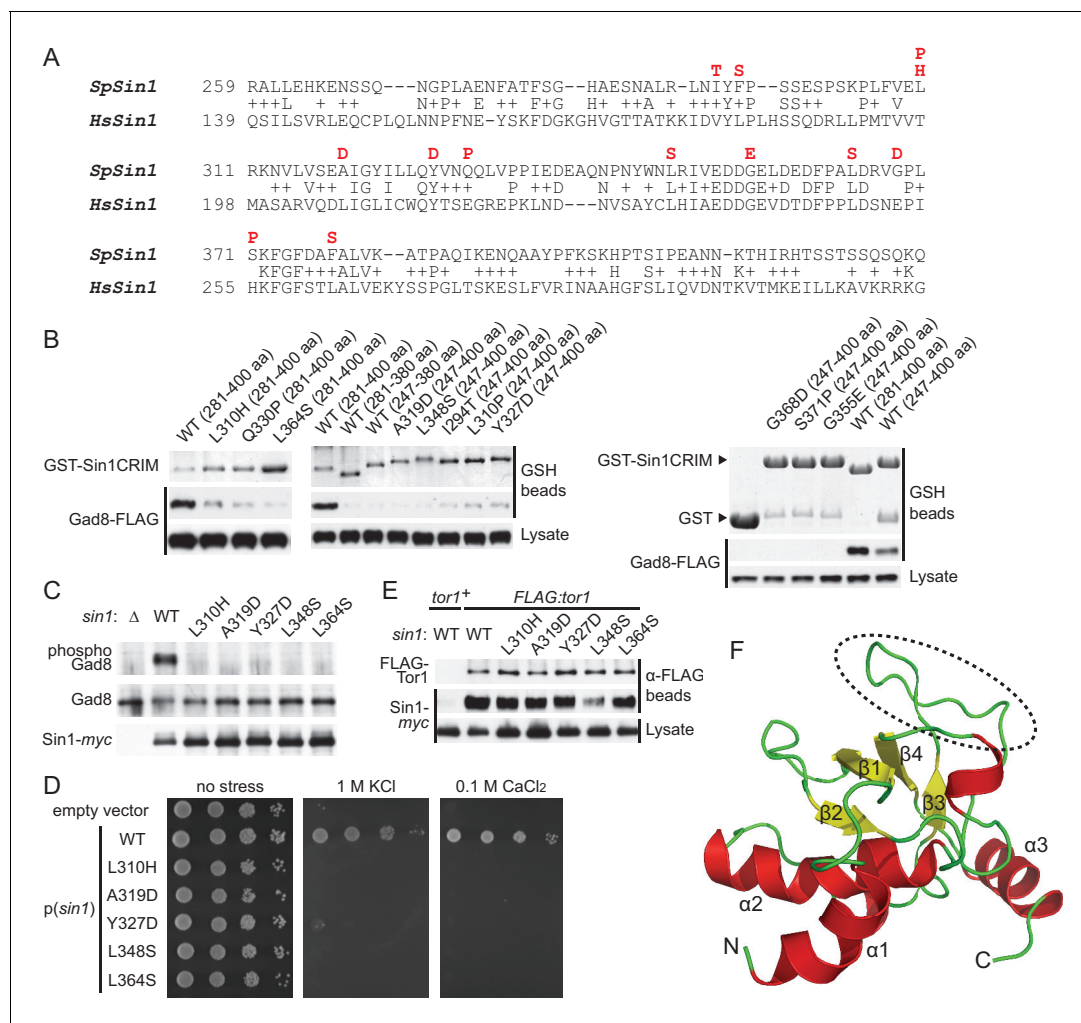 A
P
T S H
SpSin1 259 RALLEHKENSSQ---NGPLAENFATFSG--HAESNALR-LNIYFP---SSESPSKPLFVEL
+++L + N+P+ E ++F+G H ++A + +++Y+P SS++ P+ V
HsSin1 139 QSILSVRLEQCPLQLNNPFNEYSKFDGKGHVGTTATKKIDVYLPLHSSQDRLLPMTVVT
D D P S G S D
SpSin1 311 RKNVLVSEAIGYILLQYVNQQLVPPIEDEAQNPNYWNLRIVEDDGELDEDFPALDRVGPL
++ V++ IG I QY+++ P ++D N + L+I EDDGE+D DFP LD P+
HsSin1 198 MASARVQDLIGLICWQYTSEGREPKLND---NVSAYCLHIAEDDGEVDTDFPPLDSNEPI
P S
SpSin1 371 SKFGFDAFALVK--ATPAQIKENQAAYPFKSKHPTSIPEANN-KTHIRHTSSTSSQSQKQ
KFGF+++ALV+ ++P+ ++++ +++ H S+I N K+ +++ + +K
HsSin1 255 HKFGFSTLALVEKYSSPGLTSKESLFVRINAAHGFSLIQVDNTKVTMKEILLKAVKRRKG
B
WT (281-400 aa)
L310H (281-400 aa)
Q330P (281-400 aa)
L364S (281-400 aa)
WT (281-400 aa)
WT (281-380 aa)
WT (247-380 aa)
A319D (247-400 aa)
L348S (247-400 aa)
I294T (247-400 aa)
L310P (247-400 aa)
Y327D (247-400 aa)
G368D (247-400 aa)
S371P (247-400 aa)
G355E (247-400 aa)
WT (281-400 aa)
WT (247-400 aa)
GST-Sin1CRIM
Gad8-FLAG
GSH
beads
Lysate
GST-Sin1CRIM
GST
Gad8-FLAG
GSH
beads
Lysate
C
sin1: Δ WT L310H A319D Y327D L348S L364S
phospho
Gad8
Gad8
Sin1-myc
E
tor1+ FLAG:tor1
sin1: WT WT L310H A319D Y327D L348S L364S
FLAG-
Tor1
Sin1-
myc
α-FLAG
beads
Lysate
D
no stress 1 M KCl 0.1 M CaCl2
empty vector
p(sin1)
WT
L310H
A319D
Y327D
L348S
L364S
F
β1
β4
β2
β3
α3
α2
α1
N
C